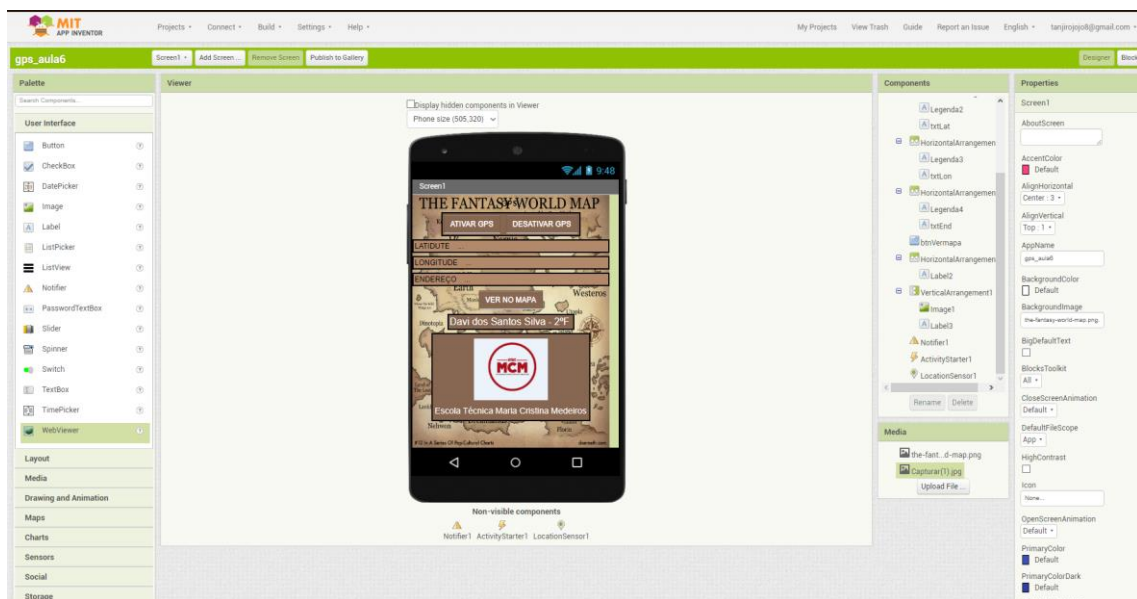 MIT
APP INVENTOR
Projects Connect Build Settings Help
My Projects View Trash Guide Report an Issue English tanjirojojo8@gmail.com
gps_aula6
Screen1 Add Screen ... Remove Screen Publish to Gallery
Designer Block
Palette
Search Components...
User Interface
Button
CheckBox
DatePicker
Image
Label
ListPicker
ListView
Notifier
PasswordTextBox
Slider
Spinner
Switch
TextBox
TimePicker
WebViewer
Layout
Media
Drawing and Animation
Maps
Charts
Sensors
Social
Storage
Viewer
Display hidden components in Viewer
Phone size (505,320)
9:48
Screen1
THE FANTASY WORLD MAP
ATIVAR GPS DESATIVAR GPS
LATIDUTE ...
LONGITUDE ...
ENDEREÇO ...
Earth
Westeros
VER NO MAPA
Davi dos Santos Silva - 2ºF
MCM
Escola Técnica Maria Cristina Medeiros
Nehwon
Non-visible components
Notifier1 ActivityStarter1 LocationSensor1
Components
Legenda2
txtLat
HorizontalArrangemen
Legenda3
txtLon
HorizontalArrangemen
Legenda4
txtEnd
btnVermapa
HorizontalArrangemen
Label2
VerticalArrangement1
Image1
Label3
Notifier1
ActivityStarter1
LocationSensor1
Rename Delete
Media
the-fant...d-map.png
Capturar(1).jpg
Upload File ...
Properties
Screen1
AboutScreen
AccentColor
Default
AlignHorizontal
Center : 3
AlignVertical
Top : 1
AppName
gps_aula6
BackgroundColor
Default
BackgroundImage
the-fantasy-world-map.png
BigDefaultText
BlocksToolkit
All
CloseScreenAnimation
Default
DefaultFileScope
App
HighContrast
Icon
None...
OpenScreenAnimation
Default
PrimaryColor
Default
PrimaryColorDark
Default